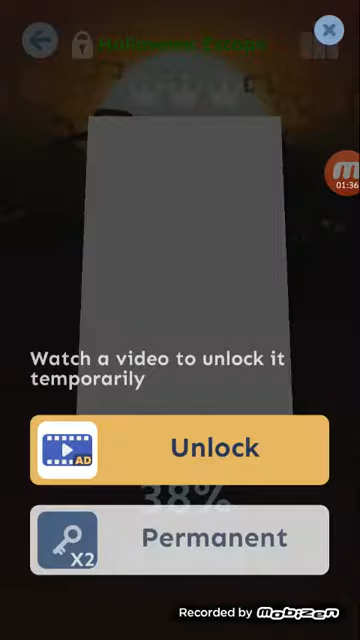 Halloween Escape
01:36
Watch a video to unlock it
temporarily
AD
Unlock
38%
X2
Permanent
Recorded by mobizen